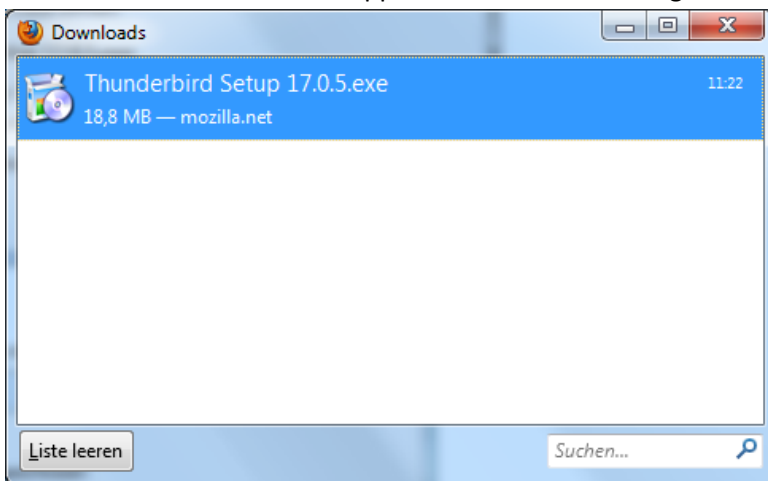 Downloads
Thunderbird Setup 17.0.5.exe
11:22
18,8 MB — mozilla.net
Liste leeren
Suchen...